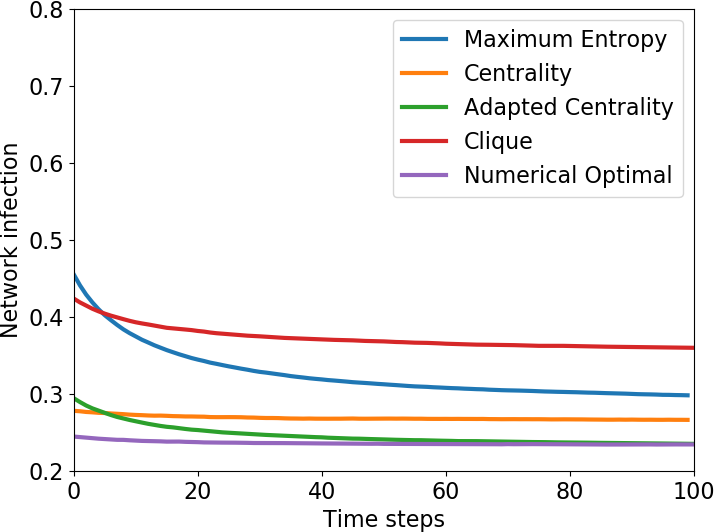 0.8
0.7
0.6
0.5
0.4
0.3
0.2
Network infection
Maximum Entropy
Centrality
Adapted Centrality
Clique
Numerical Optimal
0 20 40 60 80 100
Time steps